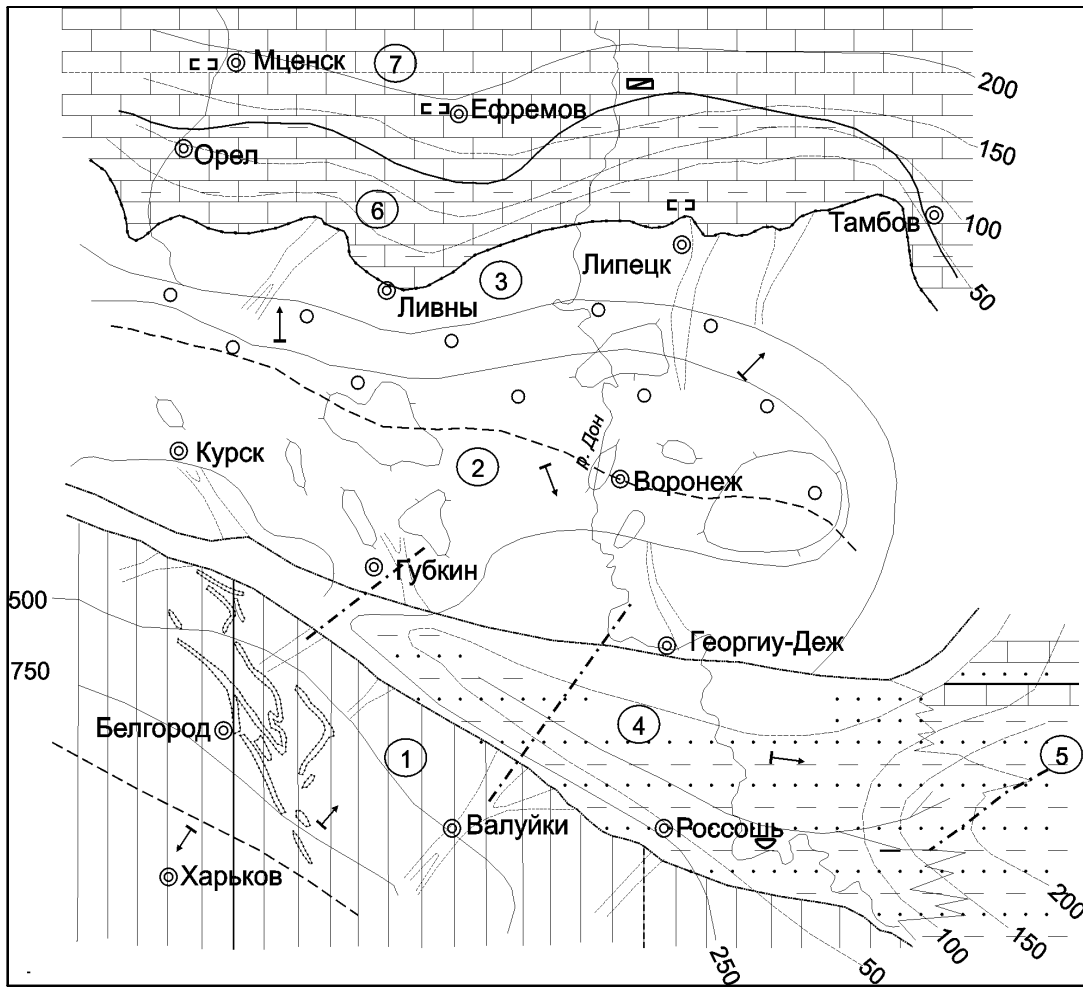 Мценск
7
200
Ефремов
Орел
150
6
Тамбов
100
Липецк
3
50
Ливны
р. Дон
Курск
2
Воронеж
Губкин
500
Георгиу-Деж
750
Белгород
4
1
5
Валуйки
Россошь
Харьков
200
150
100
50
250